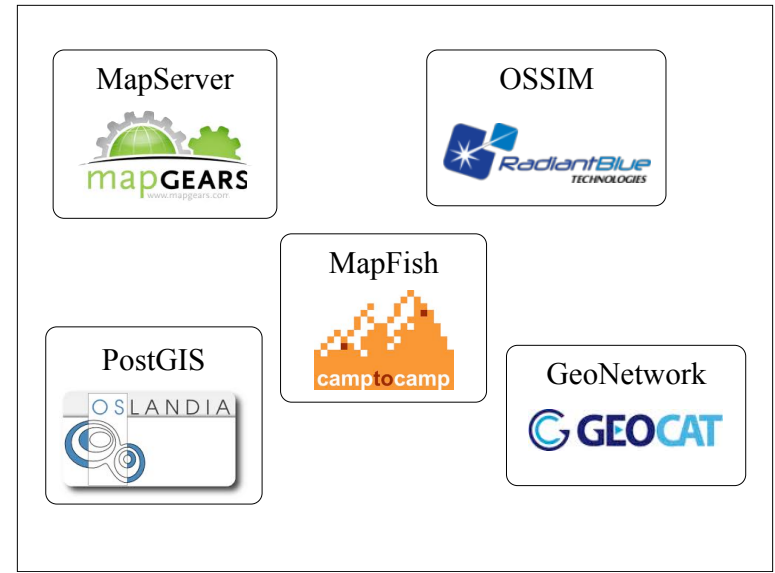 MapServer
mapGEARS
www.mapgears.com
OSSIM
RadiantBlue
TECHNOLOGIES
MapFish
camptocamp
PostGIS
OSLANDIA
GeoNetwork
GEOCAT